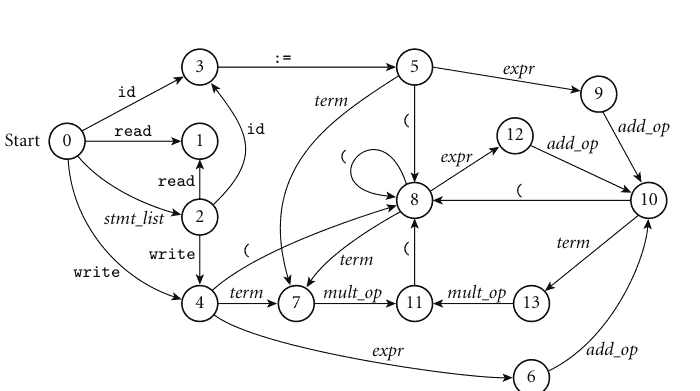 3 := 5 expr 9
id term
Start 0 read 1 ( 12 add_op add_op
id ( expr
read 8 ( 10
stmt_list 2
write ( term ( term
write 4 term 7 mult_op 11 mult_op 13
expr add_op
6